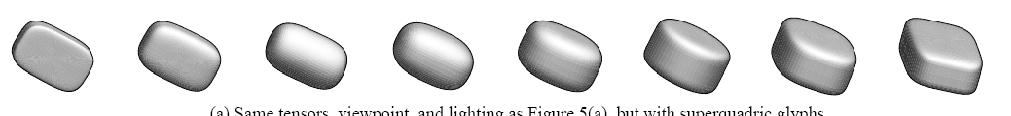 (a) Same tensors, viewpoint, and lighting as Figure 5(a), but with superquadric glyphs